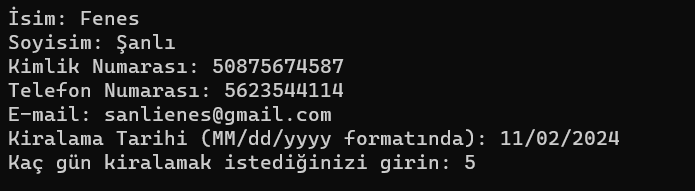 İsim: Fenes
Soyisim: Şanlı
Kimlik Numarası: 50875674587
Telefon Numarası: 5623544114
E-mail: sanlienes@gmail.com
Kiralama Tarihi (MM/dd/yyyy formatında): 11/02/2024
Kaç gün kiralamak istediğinizi girin: 5